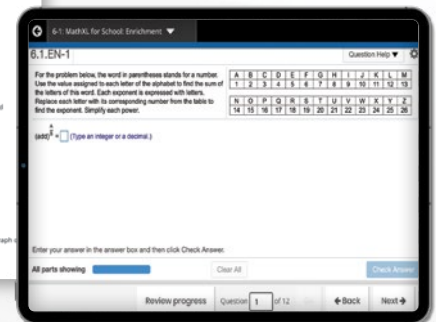 6-1: MathXL for School: Enrichment
6.1.EN-1
Question Help
For the problem below, the word in parentheses stands for a number.
Use the value assigned to each letter of the alphabet to find the sum of
the letters of this word. Each exponent is expressed with letters.
Replace each letter with its corresponding number from the table to
find the exponent. Simplify each power.
A B C D E F G H I J K L M
1 2 3 4 5 6 7 8 9 10 11 12 13
N O P Q R S T U V W X Y Z
14 15 16 17 18 19 20 21 22 23 24 25 26
(add) = (Type an integer or a decimal.)
Enter your answer in the answer box and then click Check Answer.
All parts showing
Clear All
Check Answer
Review progress Question 1 of 12 Back Next